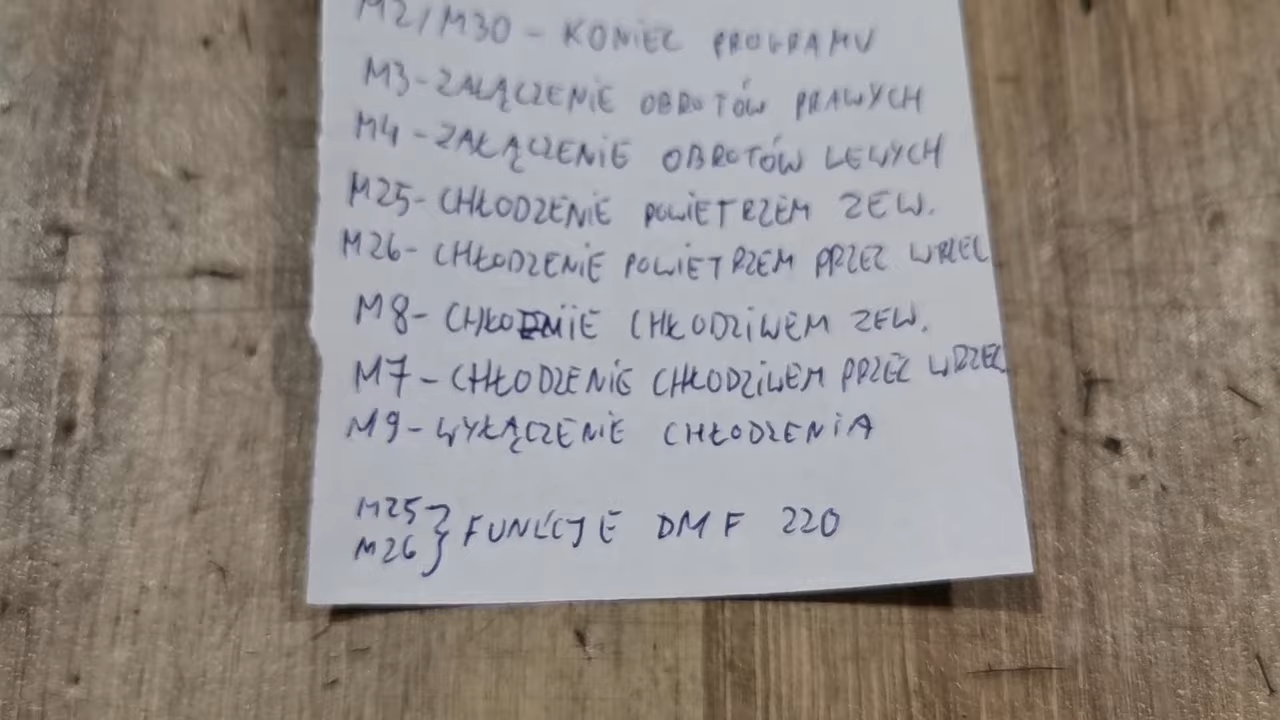 M2/M30 - KONIEC PROGRAMU
M3 - ZAŁĄCZENIE OBROTÓW PRAWYCH
M4 - ZAŁĄCZENIE OBROTÓW LEWYCH
M25 - CHŁODZENIE POWIETRZEM ZEW.
M26 - CHŁODZENIE POWIETRZEM PRZEZ WRZEC
M8 - CHŁODZENIE CHŁODZIWEM ZEW.
M7 - CHŁODZENIE CHŁODZIWEM PRZEZ WRZEC
M9 - WYŁĄCZENIE CHŁODZENIA
M25
M26 } FUNKCJE DMF 220